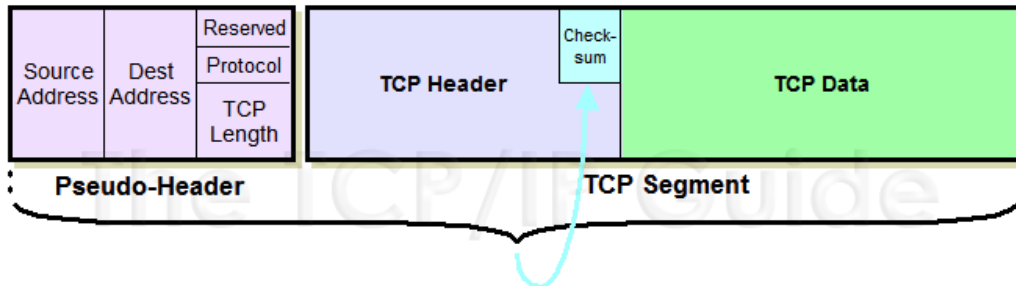 Source
Address
Dest
Address
Reserved
Protocol
TCP
Length
TCP Header
Check-
sum
TCP Data
Pseudo-Header
TCP Segment
The TCP/IP Guide